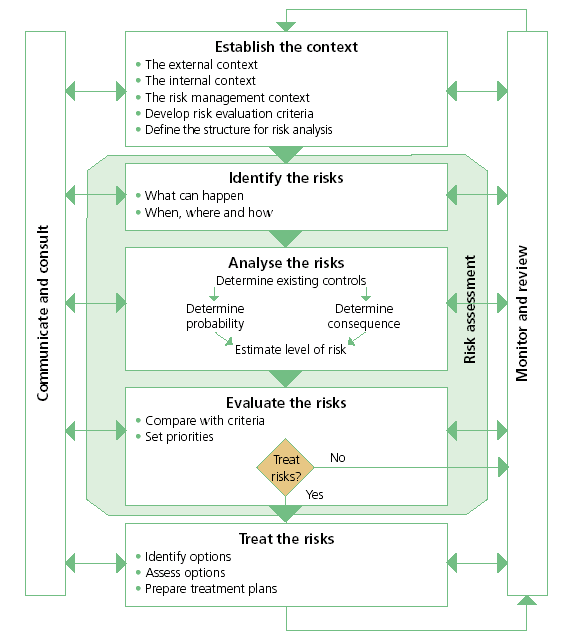 Establish the context
• The external context
• The internal context
• The risk management context
• Develop risk evaluation criteria
• Define the structure for risk analysis
Identify the risks
• What can happen
• When, where and how
Analyse the risks
Determine existing controls
Determine
probability
Determine
consequence
Estimate level of risk
Evaluate the risks
• Compare with criteria
• Set priorities
Treat
risks?
No
Yes
Treat the risks
• Identify options
• Assess options
• Prepare treatment plans
Communicate and consult
Risk assessment
Monitor and review